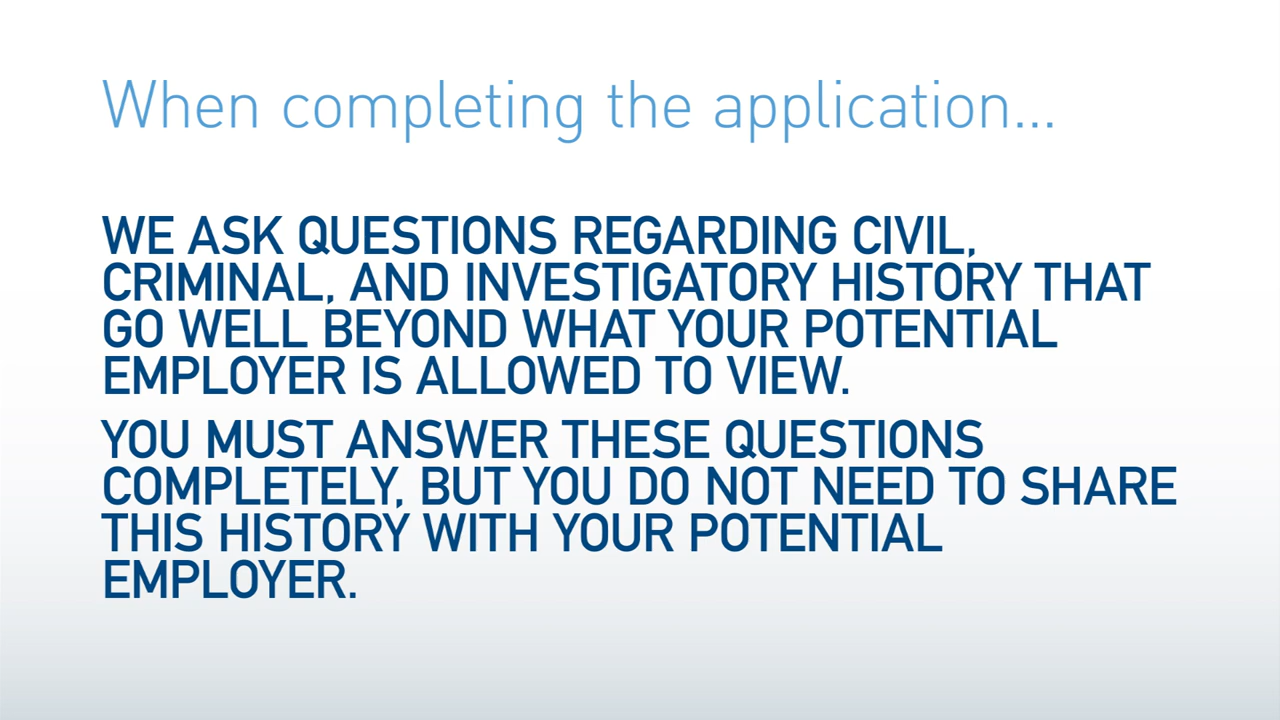 When completing the application...
WE ASK QUESTIONS REGARDING CIVIL,
CRIMINAL, AND INVESTIGATORY HISTORY THAT
GO WELL BEYOND WHAT YOUR POTENTIAL
EMPLOYER IS ALLOWED TO VIEW.
YOU MUST ANSWER THESE QUESTIONS
COMPLETELY, BUT YOU DO NOT NEED TO SHARE
THIS HISTORY WITH YOUR POTENTIAL
EMPLOYER.